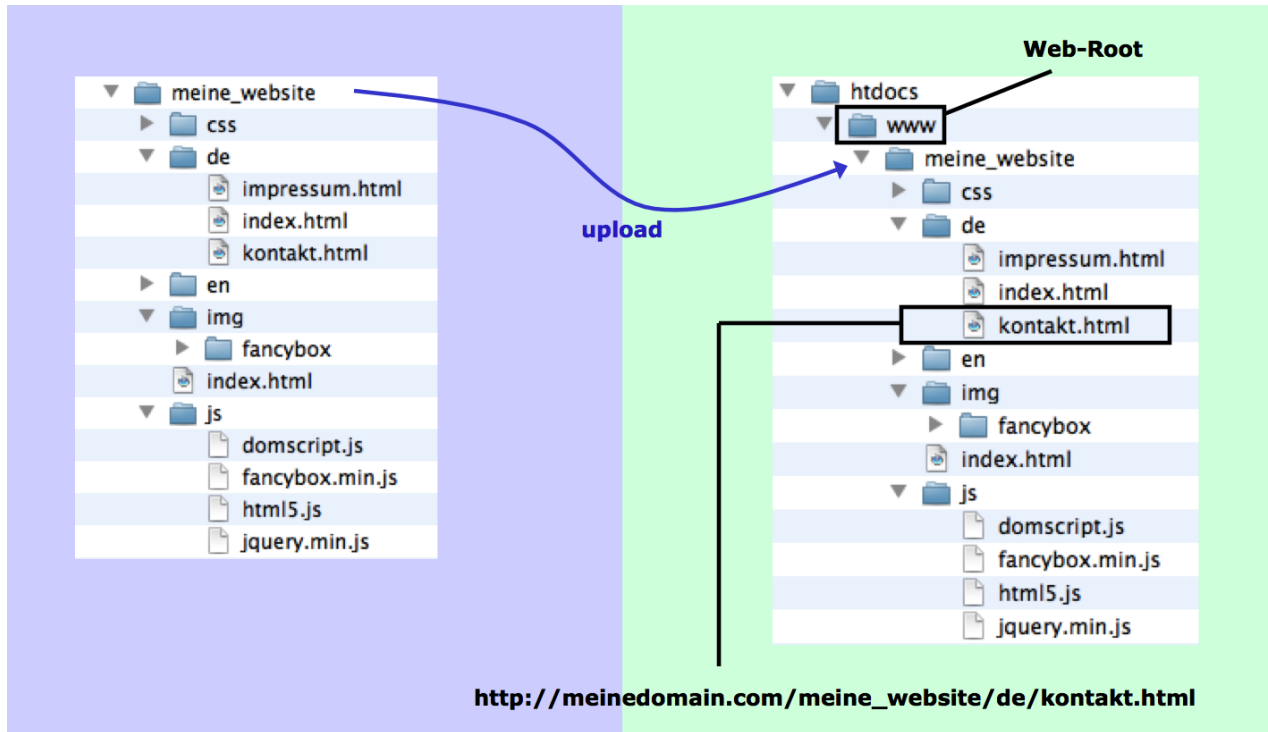 meine_website
css
de
impressum.html
index.html
kontakt.html
en
img
fancybox
index.html
js
domscript.js
fancybox.min.js
html5.js
jquery.min.js
upload
Web-Root
htdocs
www
meine_website
css
de
impressum.html
index.html
kontakt.html
en
img
fancybox
index.html
js
domscript.js
fancybox.min.js
html5.js
jquery.min.js
http://meinedomain.com/meine_website/de/kontakt.html